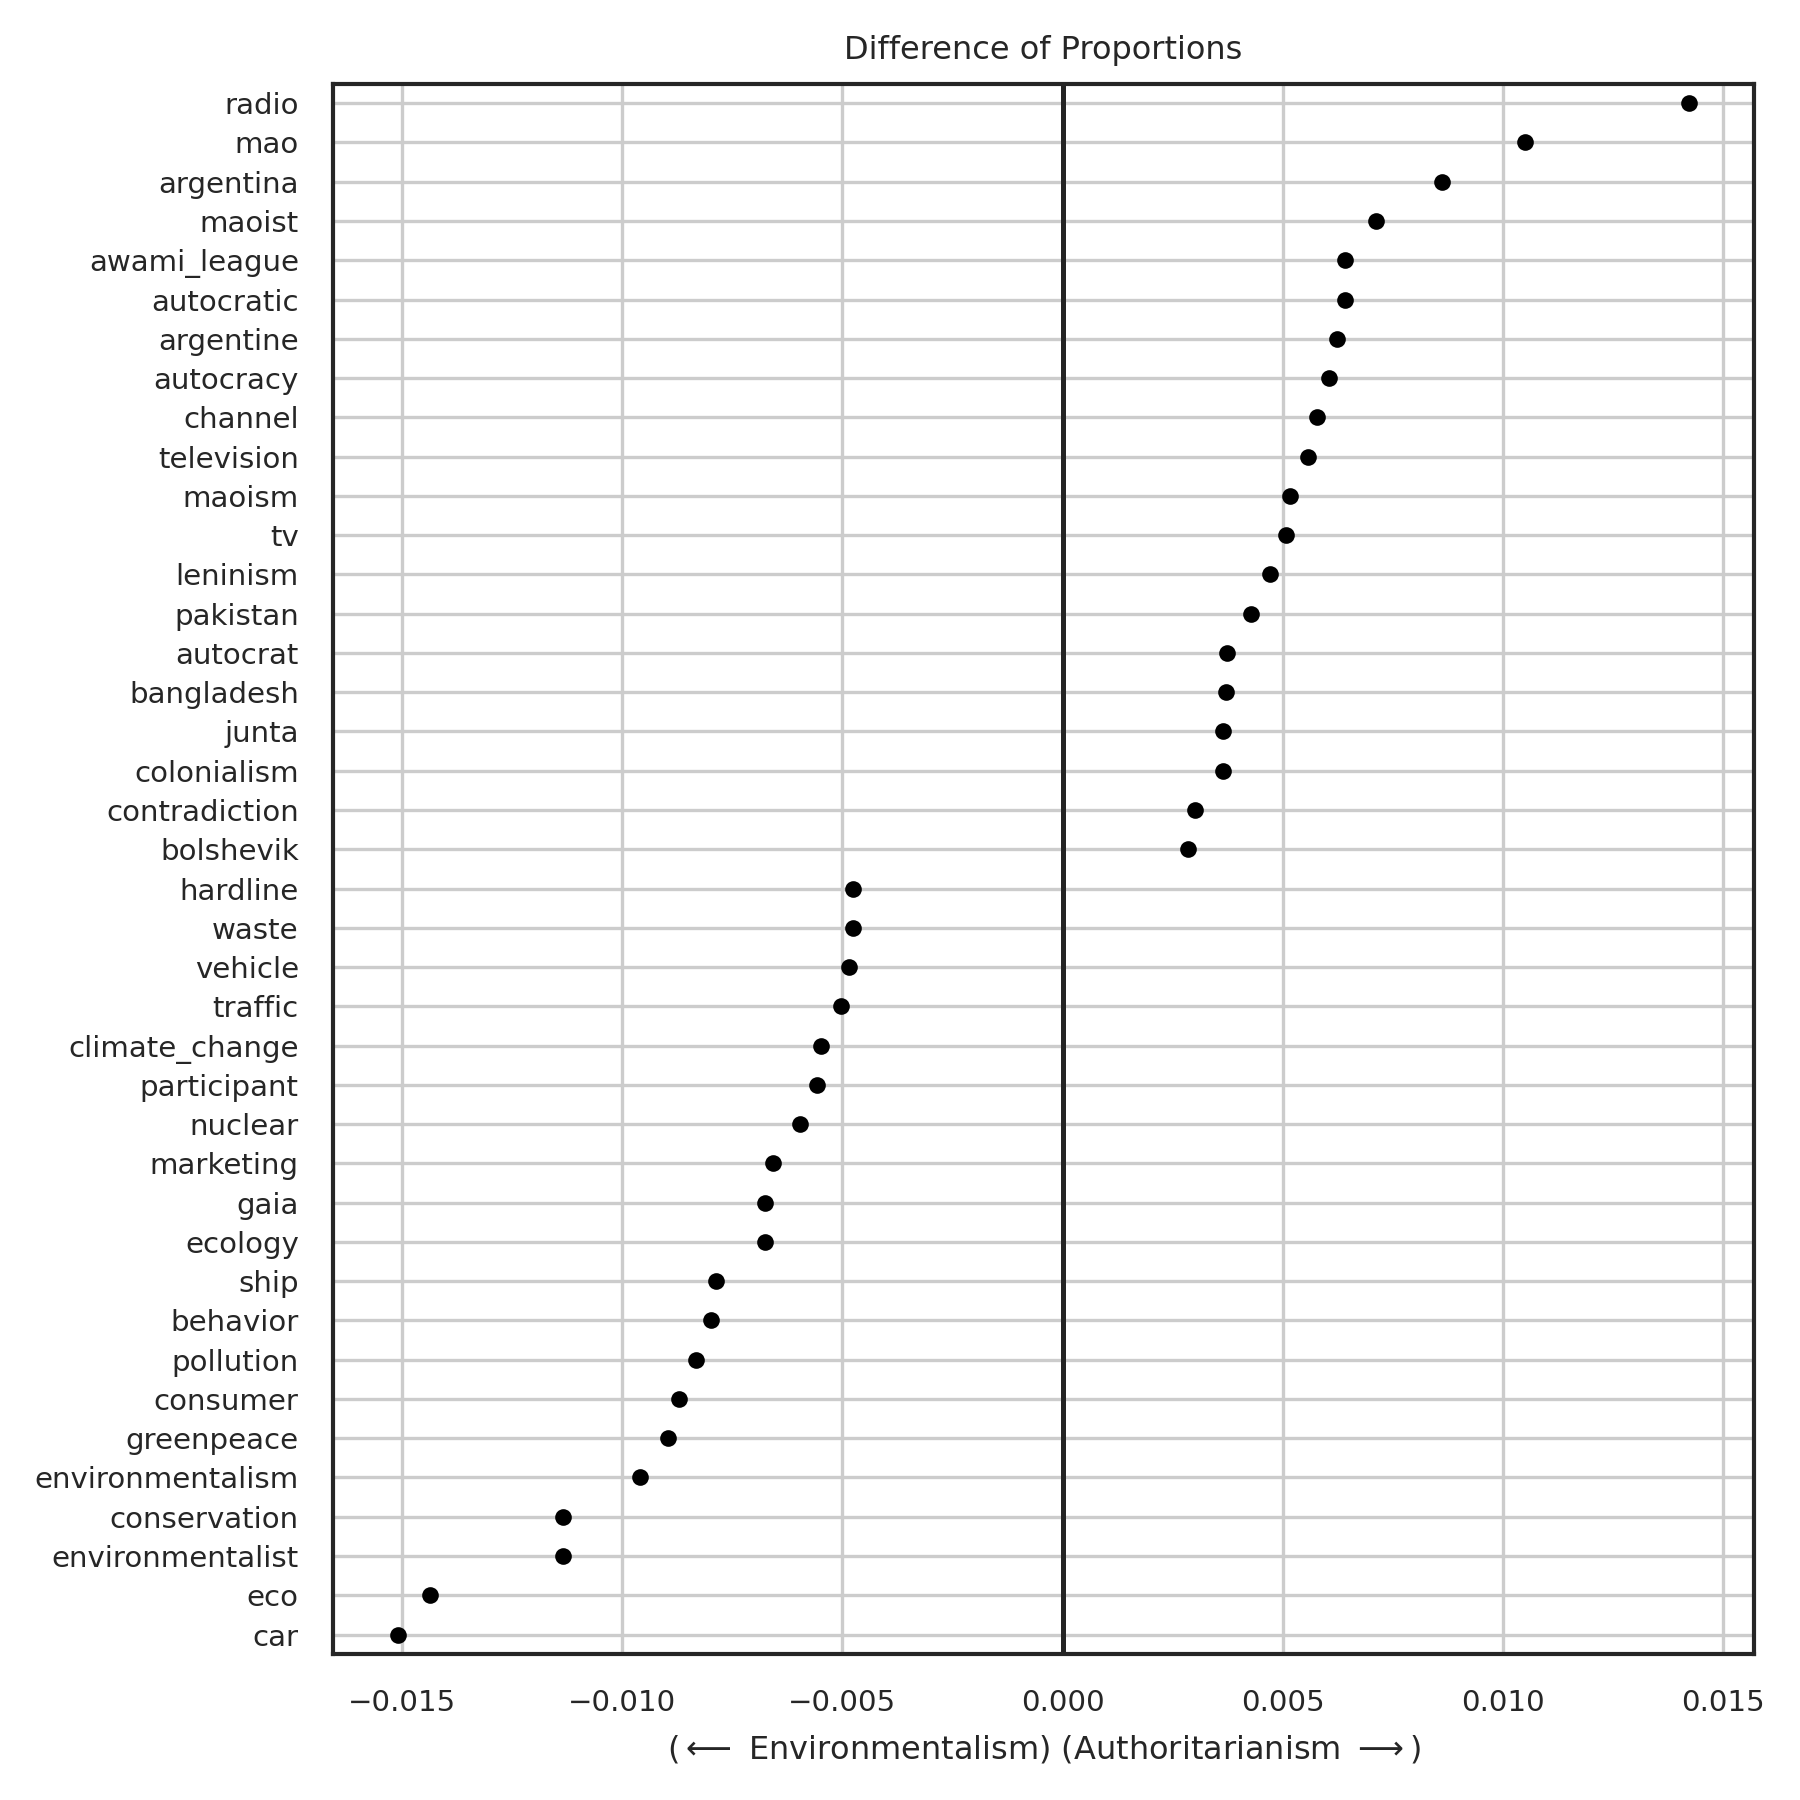 Difference of Proportions
radio
mao
argentina
maoist
awami_league
autocratic
argentine
autocracy
channel
television
maoism
tv
leninism
pakistan
autocrat
bangladesh
junta
colonialism
contradiction
bolshevik
hardline
waste
vehicle
traffic
climate_change
participant
nuclear
marketing
gaia
ecology
ship
behavior
pollution
consumer
greenpeace
environmentalism
conservation
environmentalist
eco
car
−0.015 −0.010 −0.005 0.000 0.005 0.010 0.015
(⟵ Environmentalism) (Authoritarianism ⟶)